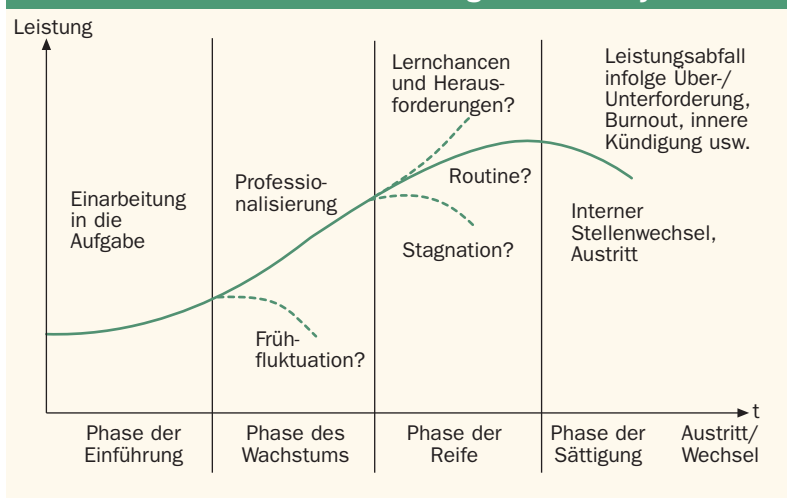 Leistung
Lernchancen
und Heraus-
forderungen?
Leistungsabfall
infolge Über-/
Unterforderung,
Burnout, innere
Kündigung usw.
Einarbeitung
in die
Aufgabe
Professio-
nalisierung
Routine?
Stagnation?
Interner
Stellenwechsel,
Austritt
Früh-
fluktuation?
t
Phase der
Einführung
Phase des
Wachstums
Phase der
Reife
Phase der
Sättigung
Austritt/
Wechsel